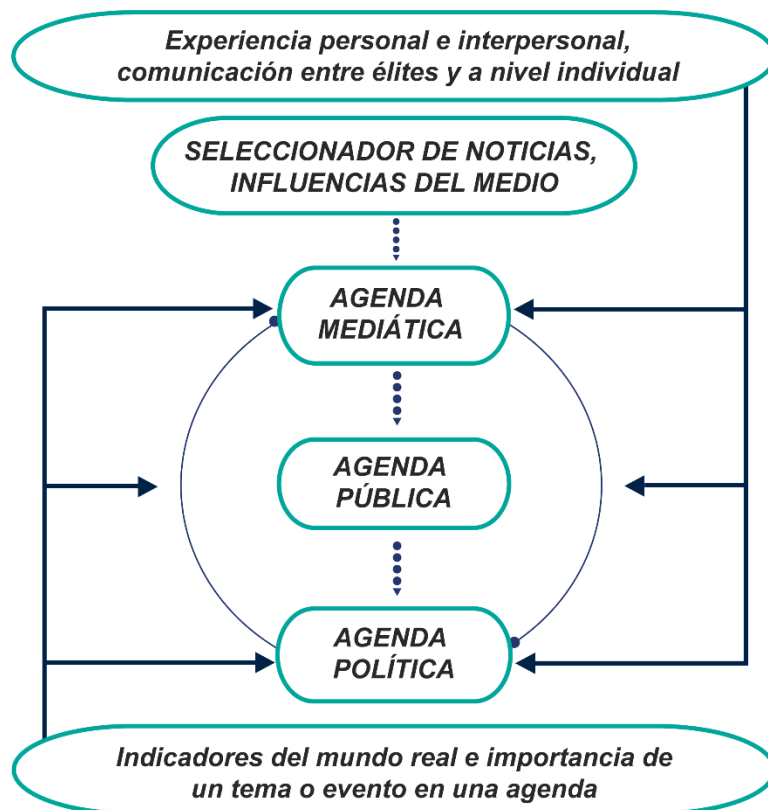 Experiencia personal e interpersonal,
comunicación entre élites y a nivel individual
SELECCIONADOR DE NOTICIAS,
INFLUENCIAS DEL MEDIO
AGENDA
MEDIÁTICA
AGENDA
PÚBLICA
AGENDA
POLÍTICA
Indicadores del mundo real e importancia de
un tema o evento en una agenda